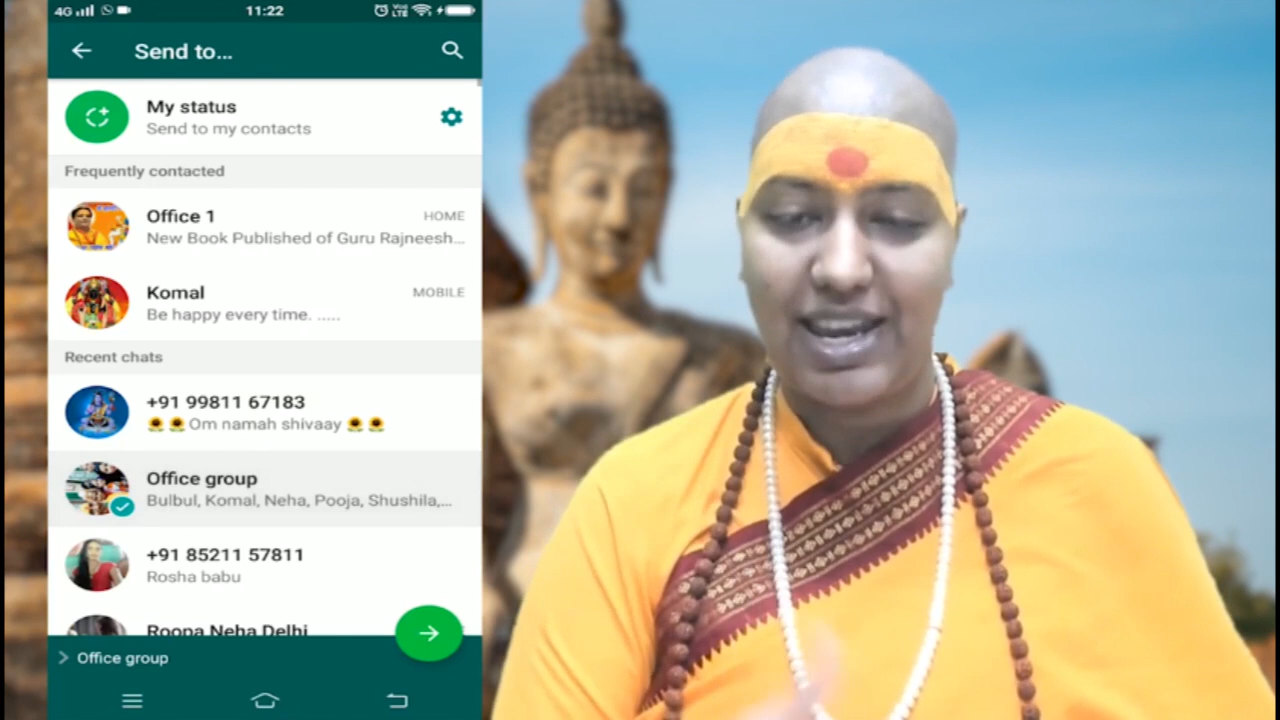 4G VoLTE 11:22
Send to...
My status
Send to my contacts
Frequently contacted
Office 1 HOME
New Book Published of Guru Rajneesh...
Komal MOBILE
Be happy every time. .....
Recent chats
+91 99811 67183
🌻🌻Om namah shivaay🌻🌻
Office group
Bulbul, Komal, Neha, Pooja, Shushila,...
+91 85211 57811
Rosha babu
Roopa Neha Delhi
Office group